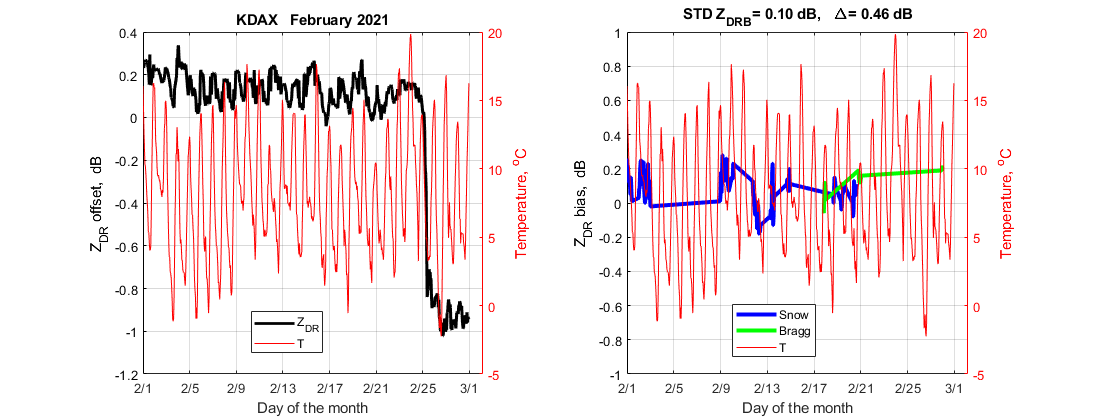 KDAX   February 2021
0.4
0.2
0
-0.2
-0.4
-0.6
-0.8
-1
-1.2
Z_DR offset,  dB
20
15
10
5
0
-5
Temperature, °C
Z_DR
T
2/1 2/5 2/9 2/13 2/17 2/21 2/25 3/1
Day of the month
STD Z_DRB = 0.10 dB,   Δ = 0.46 dB
1
0.8
0.6
0.4
0.2
0
-0.2
-0.4
-0.6
-0.8
-1
Z_DR bias,  dB
20
15
10
5
0
-5
Temperature, °C
Snow
Bragg
T
2/1 2/5 2/9 2/13 2/17 2/21 2/25 3/1
Day of the month